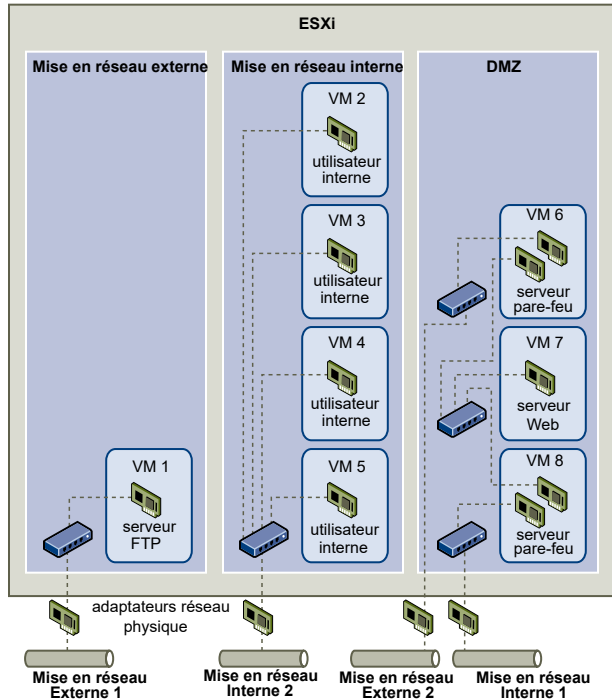 ESXi
Mise en réseau externe
Mise en réseau interne
DMZ
VM 1
serveur
FTP
VM 2
utilisateur
interne
VM 3
utilisateur
interne
VM 4
utilisateur
interne
VM 5
utilisateur
interne
VM 6
serveur
pare-feu
VM 7
serveur
Web
VM 8
serveur
pare-feu
adaptateurs réseau
physique
Mise en réseau
Externe 1
Mise en réseau
Interne 2
Mise en réseau
Externe 2
Mise en réseau
Interne 1